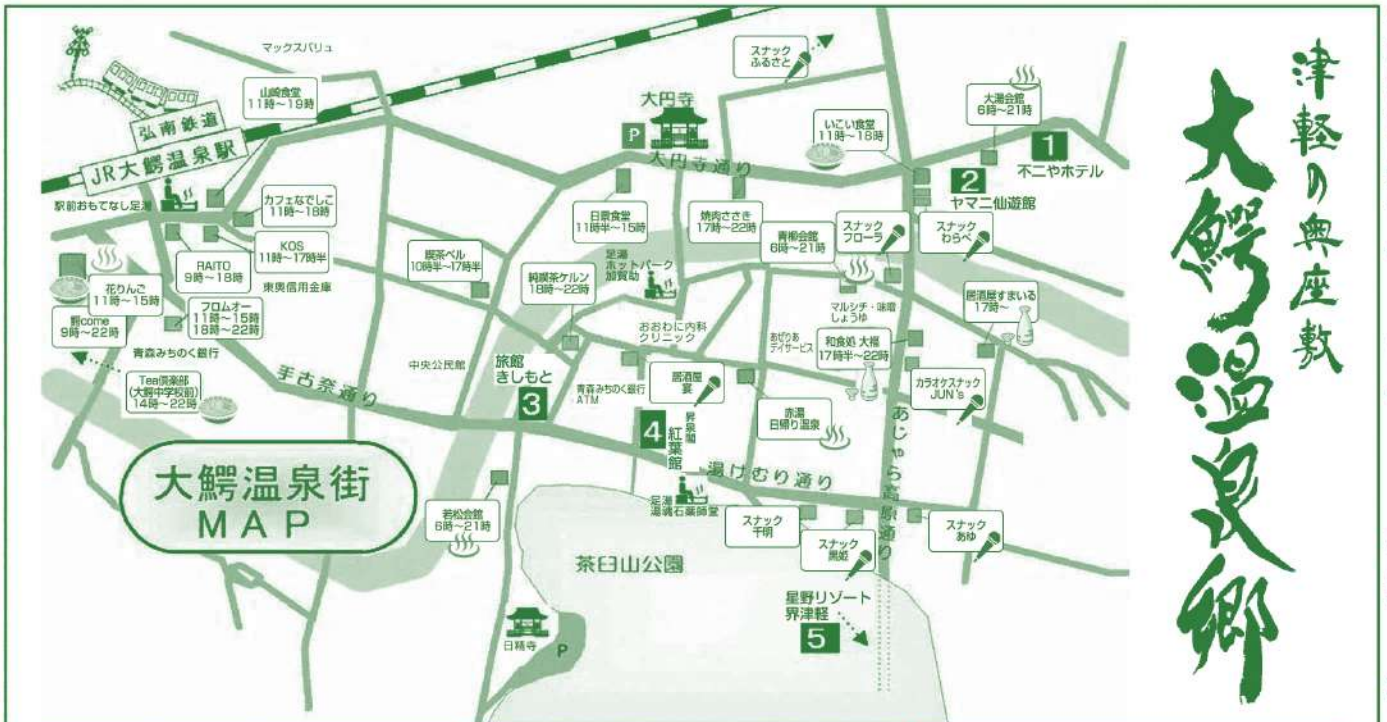 津軽の奥座敷
大鰐温泉郷
大鰐温泉街
MAP
マックスバリュ
山崎食堂
11時～19時
弘南鉄道
JR大鰐温泉駅
駅前おもてなし足湯
カフェなでしこ
11時～18時
KOS
11時～17時半
RAITO
9時～18時
東奥信用金庫
花りんご
11時～15時
鰐come
9時～22時
フロムオー
11時～15時
18時～22時
青森みちのく銀行
Tea倶楽部
(大鰐中学校前)
14時～22時
手古奈通り
中央公民館
喫茶ベル
10時半～17時半
純喫茶ケルン
18時～22時
旅館
きしもと
3
若松会館
6時～21時
大円寺
P
大円寺通り
日景食堂
11時半～15時
焼肉ささき
17時～22時
足湯
ホットパーク
加賀助
おおわに内科
クリニック
青森みちのく銀行
ATM
居酒屋
宴
4
昇泉閣
紅葉館
足湯
湯魂石薬師堂
湯けむり通り
スナック
ふるさと
いこい食堂
11時～18時
大湯会館
6時～21時
1
不二やホテル
2
ヤマニ仙遊館
青柳会館
6時～21時
スナック
フローラ
スナック
わらべ
マルシチ・味噌
しょうゆ
居酒屋すまいる
17時～
あぜりあ
デイサービス
和食処 大福
17時半～22時
カラオケスナック
JUN's
赤湯
日帰り温泉
あじゃら高原通り
スナック
千明
スナック
黒姫
スナック
あゆ
茶臼山公園
日精寺
P
星野リゾート
界津軽
5